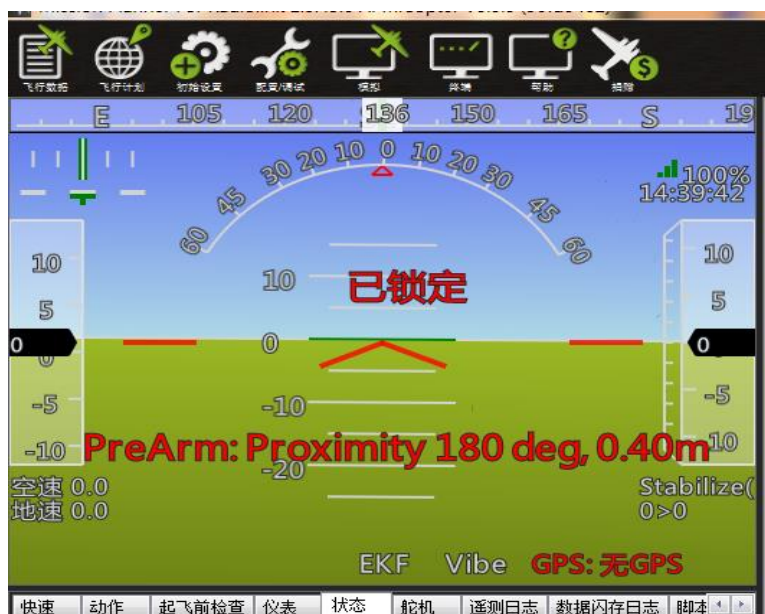 飞行数据 飞行计划 初始设置 配置/调试 模拟 终端 帮助 捐赠
E 105 120 136 150 165 S 19
60 45 30 20 10 0 10 20 30 45 60
100%
14:39:42
10 10 10
5 5
已锁定
0 0 0
0
-5 -10 -5
PreArm: Proximity 180 deg, 0.40m
-10 -20 10
空速 0.0
地速 0.0
Stabilize(
0>0
EKF Vibe GPS: 无GPS
快速 动作 起飞前检查 仪表 状态 舵机 遥测日志 数据闪存日志 脚本